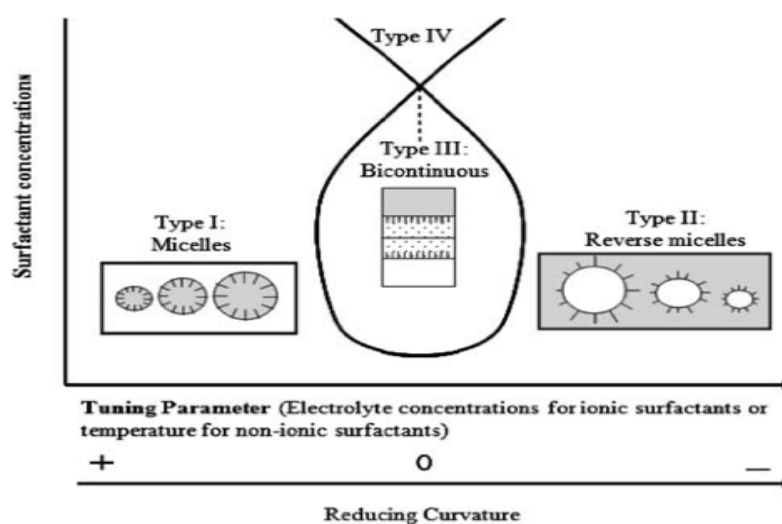 Type IV
Surfactant concentrations
Type III:
Bicontinuous
Type I:
Micelles
Type II:
Reverse micelles
Tuning Parameter (Electrolyte concentrations for ionic surfactants or
temperature for non-ionic surfactants)
+ 0 —
Reducing Curvature